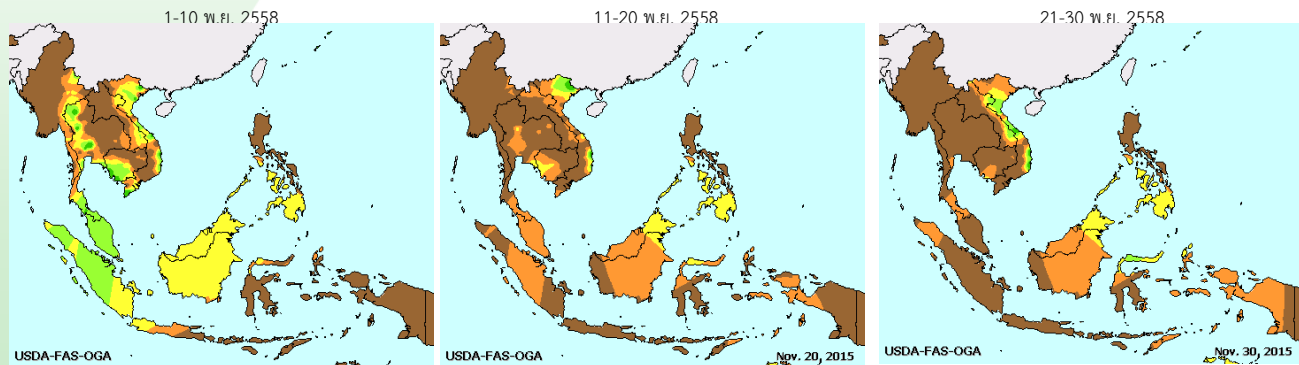 1-10 พ.ย. 2558
11-20 พ.ย. 2558
21-30 พ.ย. 2558
USDA-FAS-OGA
USDA-FAS-OGA
Nov. 20, 2015
USDA-FAS-OGA
Nov. 30, 2015